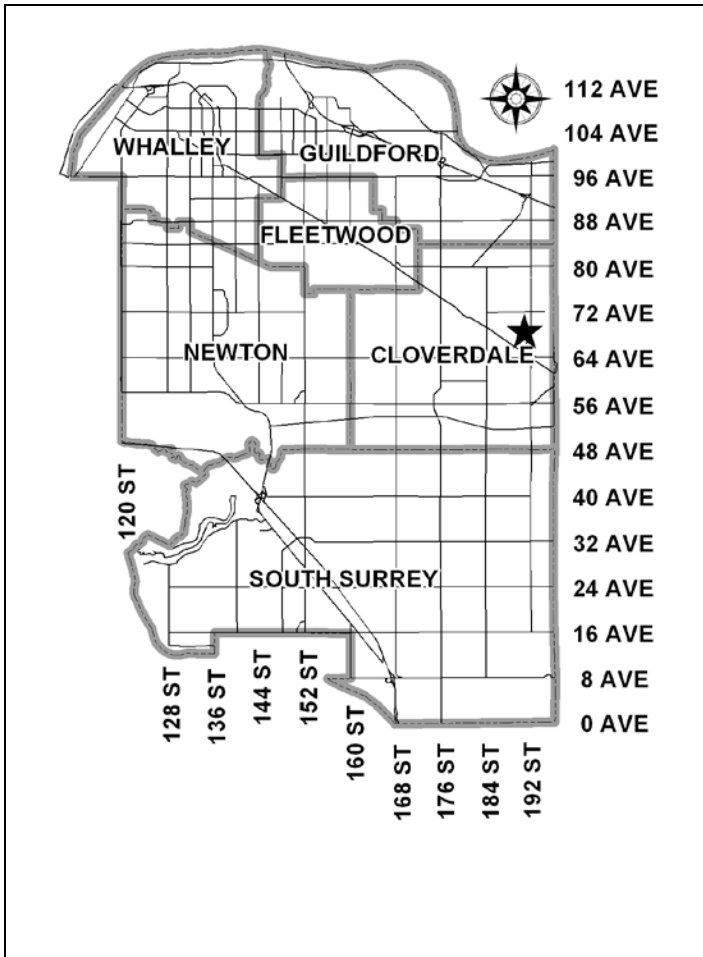 112 AVE
104 AVE
WHALLEY
GUILDFORD
96 AVE
88 AVE
FLEETWOOD
80 AVE
72 AVE
NEWTON
CLOVERDALE
64 AVE
56 AVE
48 AVE
120 ST
40 AVE
32 AVE
SOUTH SURREY
24 AVE
16 AVE
8 AVE
128 ST
136 ST
144 ST
152 ST
160 ST
0 AVE
168 ST
176 ST
184 ST
192 ST